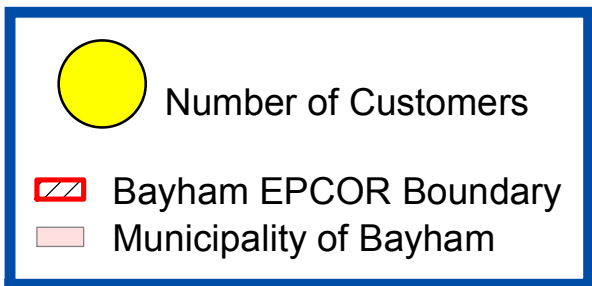 Number of Customers
Bayham EPCOR Boundary
Municipality of Bayham